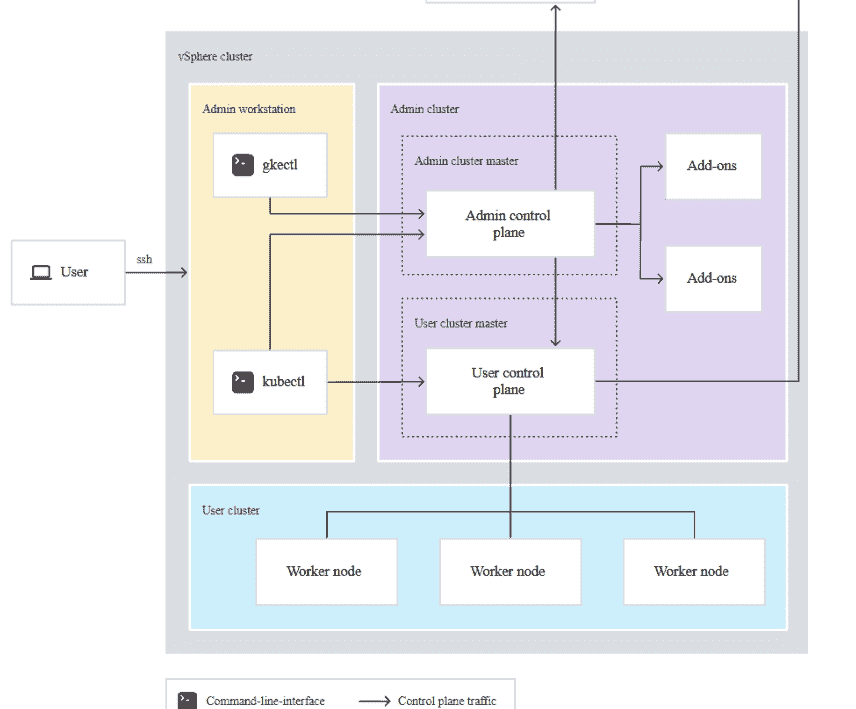 vSphere cluster
Admin workstation
Admin cluster
gkectl
Admin cluster master
Add-ons
Admin control
plane
User
ssh
Add-ons
User cluster master
kubectl
User control
plane
User cluster
Worker node
Worker node
Worker node
Command-line-interface
Control plane traffic